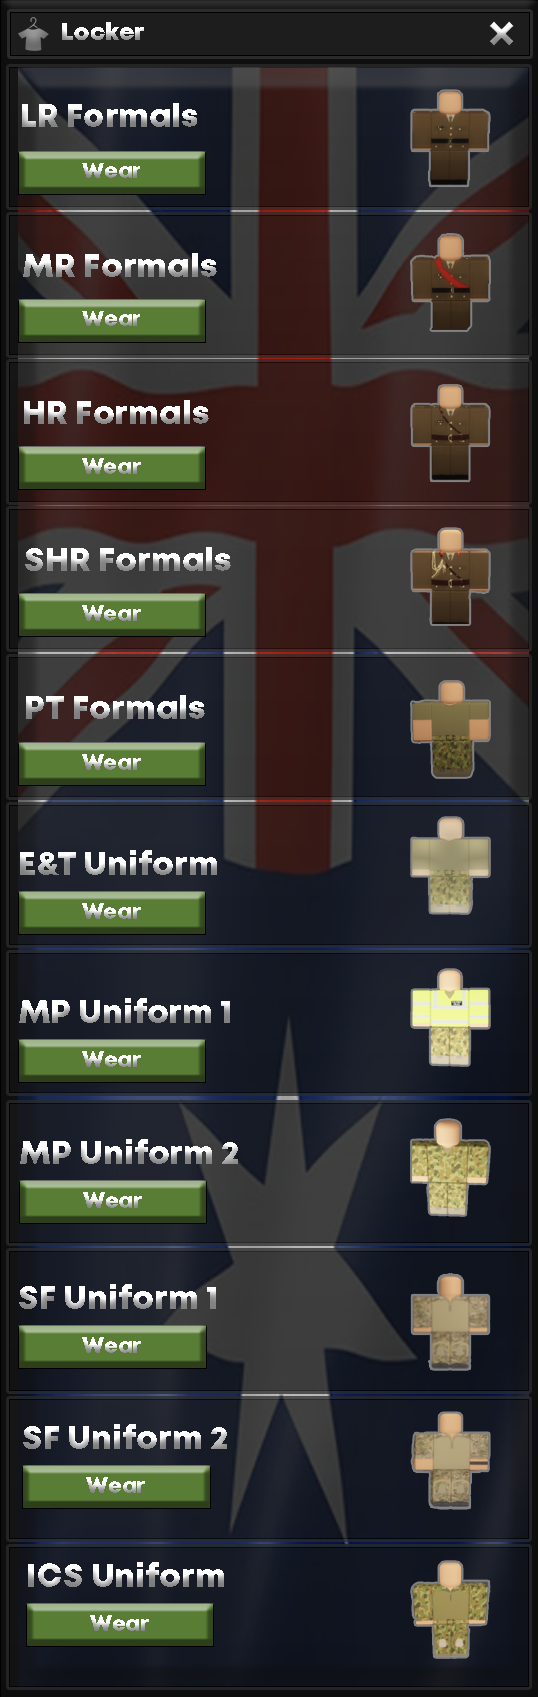 Locker
LR Formals
Wear
MR Formals
Wear
HR Formals
Wear
SHR Formals
Wear
PT Formals
Wear
E&T Uniform
Wear
MP Uniform 1
Wear
MP Uniform 2
Wear
SF Uniform 1
Wear
SF Uniform 2
Wear
ICS Uniform
Wear